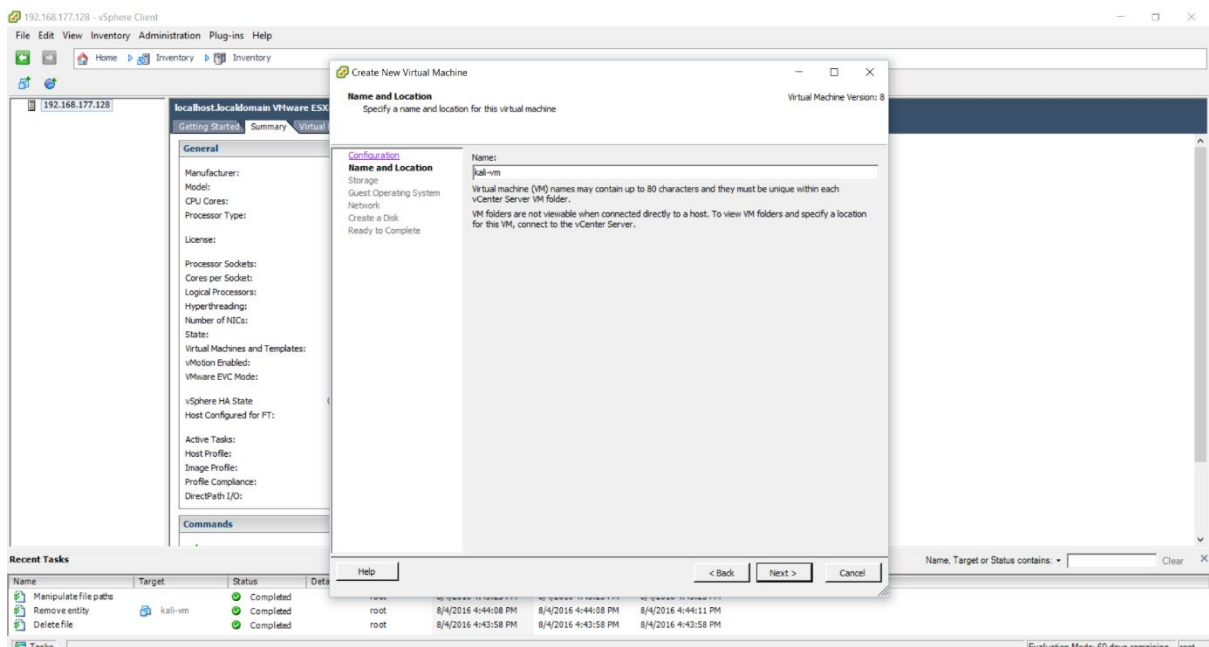 192.168.177.128 - vSphere Client
File Edit View Inventory Administration Plug-ins Help
Home Inventory Inventory
192.168.177.128
localhost.localdomain VMware ESX
Getting Started Summary Virtual
General
Manufacturer:
Model:
CPU Cores:
Processor Type:
License:
Processor Sockets:
Cores per Socket:
Logical Processors:
Hyperthreading:
Number of NICs:
State:
Virtual Machines and Templates:
vMotion Enabled:
VMware EVC Mode:
vSphere HA State
Host Configured for FT:
Active Tasks:
Host Profile:
Image Profile:
Profile Compliance:
DirectPath I/O:
Commands
Create New Virtual Machine
Name and Location
Specify a name and location for this virtual machine
Virtual Machine Version: 8
Configuration
Name and Location
Storage
Guest Operating System
Network
Create a Disk
Ready to Complete
Name:
kali-vm
Virtual machine (VM) names may contain up to 80 characters and they must be unique within each
vCenter Server VM folder.
VM folders are not viewable when connected directly to a host. To view VM folders and specify a location
for this VM, connect to the vCenter Server.
Help < Back Next > Cancel
Recent Tasks
Name, Target or Status contains: Clear
Name Target Status Deta
Manipulate file paths Completed
Remove entity kali-vm Completed root 8/4/2016 4:44:08 PM 8/4/2016 4:44:08 PM 8/4/2016 4:44:11 PM
Delete file Completed root 8/4/2016 4:43:58 PM 8/4/2016 4:43:58 PM 8/4/2016 4:43:58 PM
Tasks Evaluation Mode: 60 days remaining root